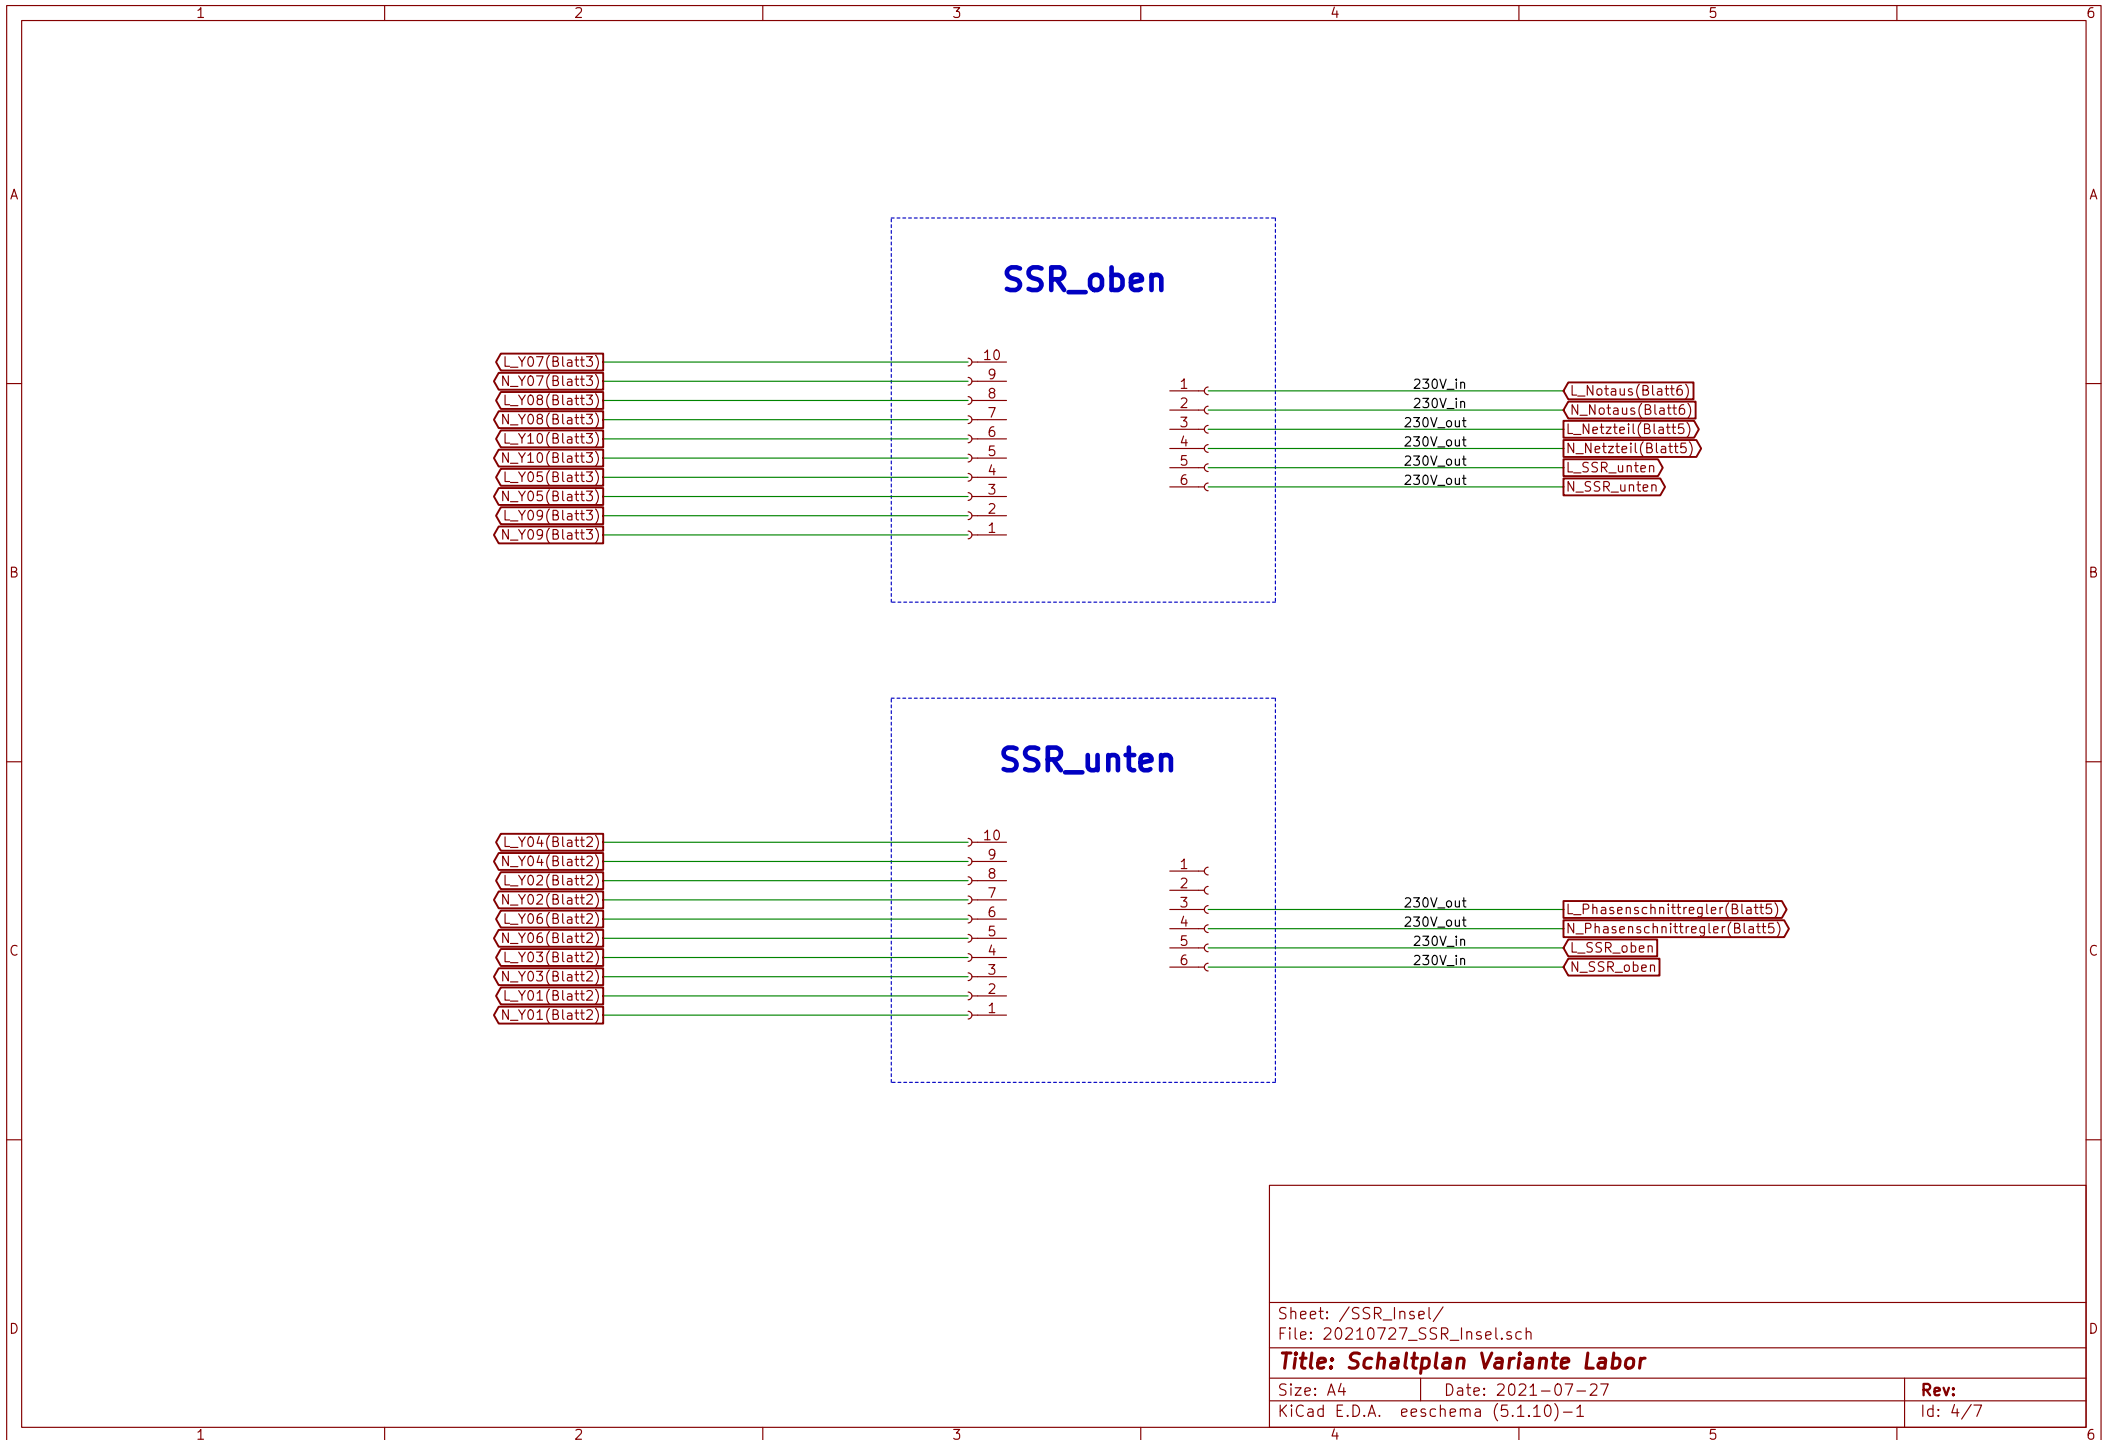 1 2 3 4 5 6
A A
SSR_oben
L_Y07(Blatt3) 10
N_Y07(Blatt3) 9
L_Y08(Blatt3) 8
N_Y08(Blatt3) 7
L_Y10(Blatt3) 6
N_Y10(Blatt3) 5
L_Y05(Blatt3) 4
N_Y05(Blatt3) 3
L_Y09(Blatt3) 2
N_Y09(Blatt3) 1
1 230V_in L_Notaus(Blatt6)
2 230V_in N_Notaus(Blatt6)
3 230V_out L_Netzteil(Blatt5)
4 230V_out N_Netzteil(Blatt5)
5 230V_out L_SSR_unten
6 230V_out N_SSR_unten
B B
SSR_unten
L_Y04(Blatt2) 10
N_Y04(Blatt2) 9
L_Y02(Blatt2) 8
N_Y02(Blatt2) 7
L_Y06(Blatt2) 6
N_Y06(Blatt2) 5
L_Y03(Blatt2) 4
N_Y03(Blatt2) 3
L_Y01(Blatt2) 2
N_Y01(Blatt2) 1
1
2
3 230V_out L_Phasenschnittregler(Blatt5)
4 230V_out N_Phasenschnittregler(Blatt5)
5 230V_in L_SSR_oben
6 230V_in N_SSR_oben
C C
Sheet: /SSR_Insel/
File: 20210727_SSR_Insel.sch
D D
Title: Schaltplan Variante Labor
Size: A4 Date: 2021-07-27 Rev:
KiCad E.D.A. eeschema (5.1.10)-1 Id: 4/7
1 2 3 4 5 6